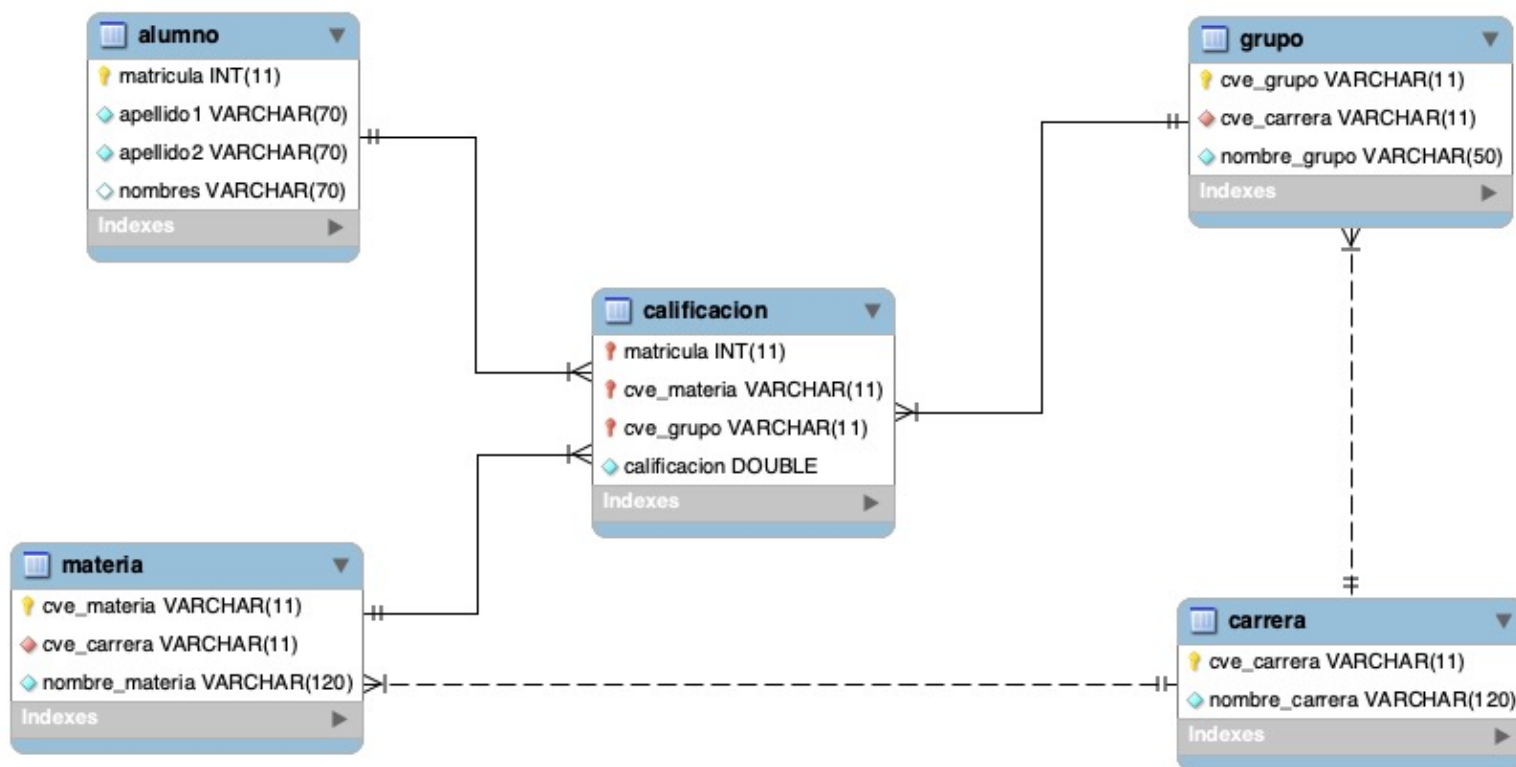 alumno
matricula INT(11)
apellido1 VARCHAR(70)
apellido2 VARCHAR(70)
nombres VARCHAR(70)
Indexes
grupo
cve_grupo VARCHAR(11)
cve_carrera VARCHAR(11)
nombre_grupo VARCHAR(50)
Indexes
calificacion
matricula INT(11)
cve_materia VARCHAR(11)
cve_grupo VARCHAR(11)
calificacion DOUBLE
Indexes
materia
cve_materia VARCHAR(11)
cve_carrera VARCHAR(11)
nombre_materia VARCHAR(120)
Indexes
carrera
cve_carrera VARCHAR(11)
nombre_carrera VARCHAR(120)
Indexes